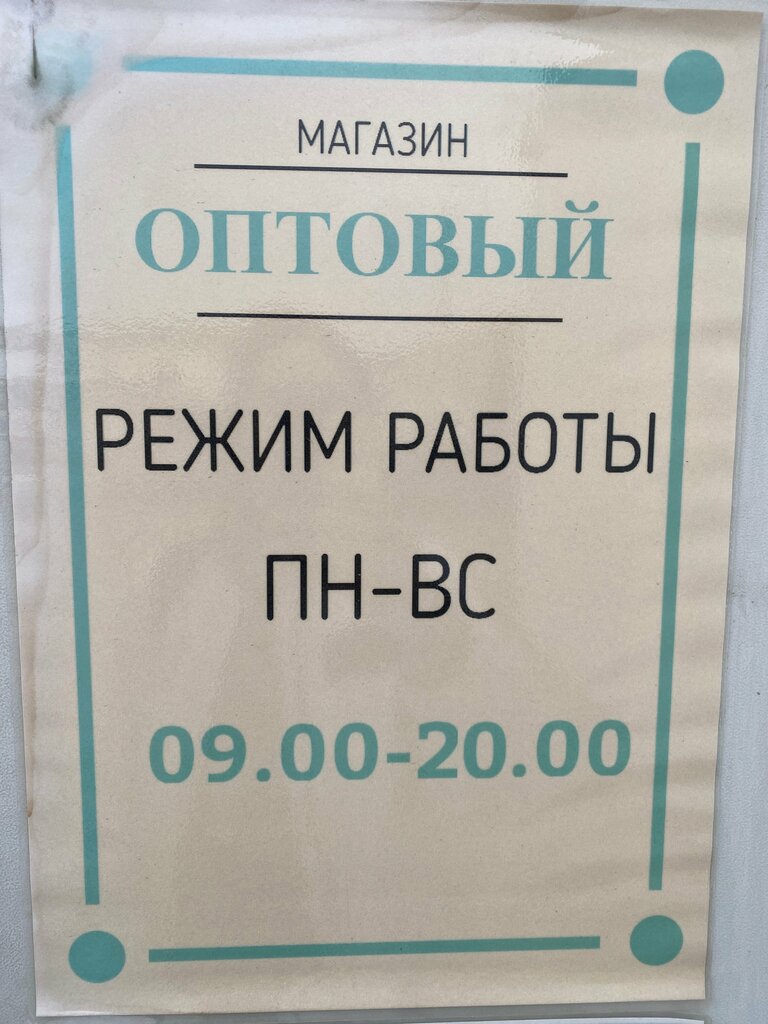 МАГАЗИН
ОПТОВЫЙ
РЕЖИМ РАБОТЫ
ПН-ВС
09.00-20.00